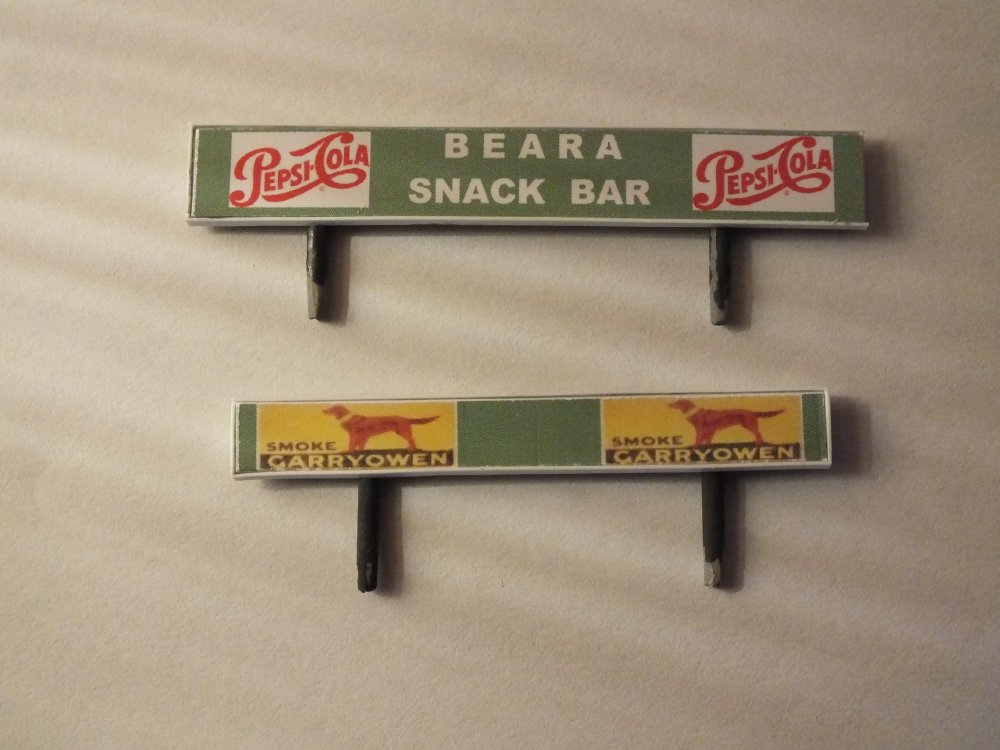 PEPSI-COLA
BEARA
SNACK BAR
PEPSI-COLA
SMOKE
GARRYOWEN
SMOKE
GARRYOWEN